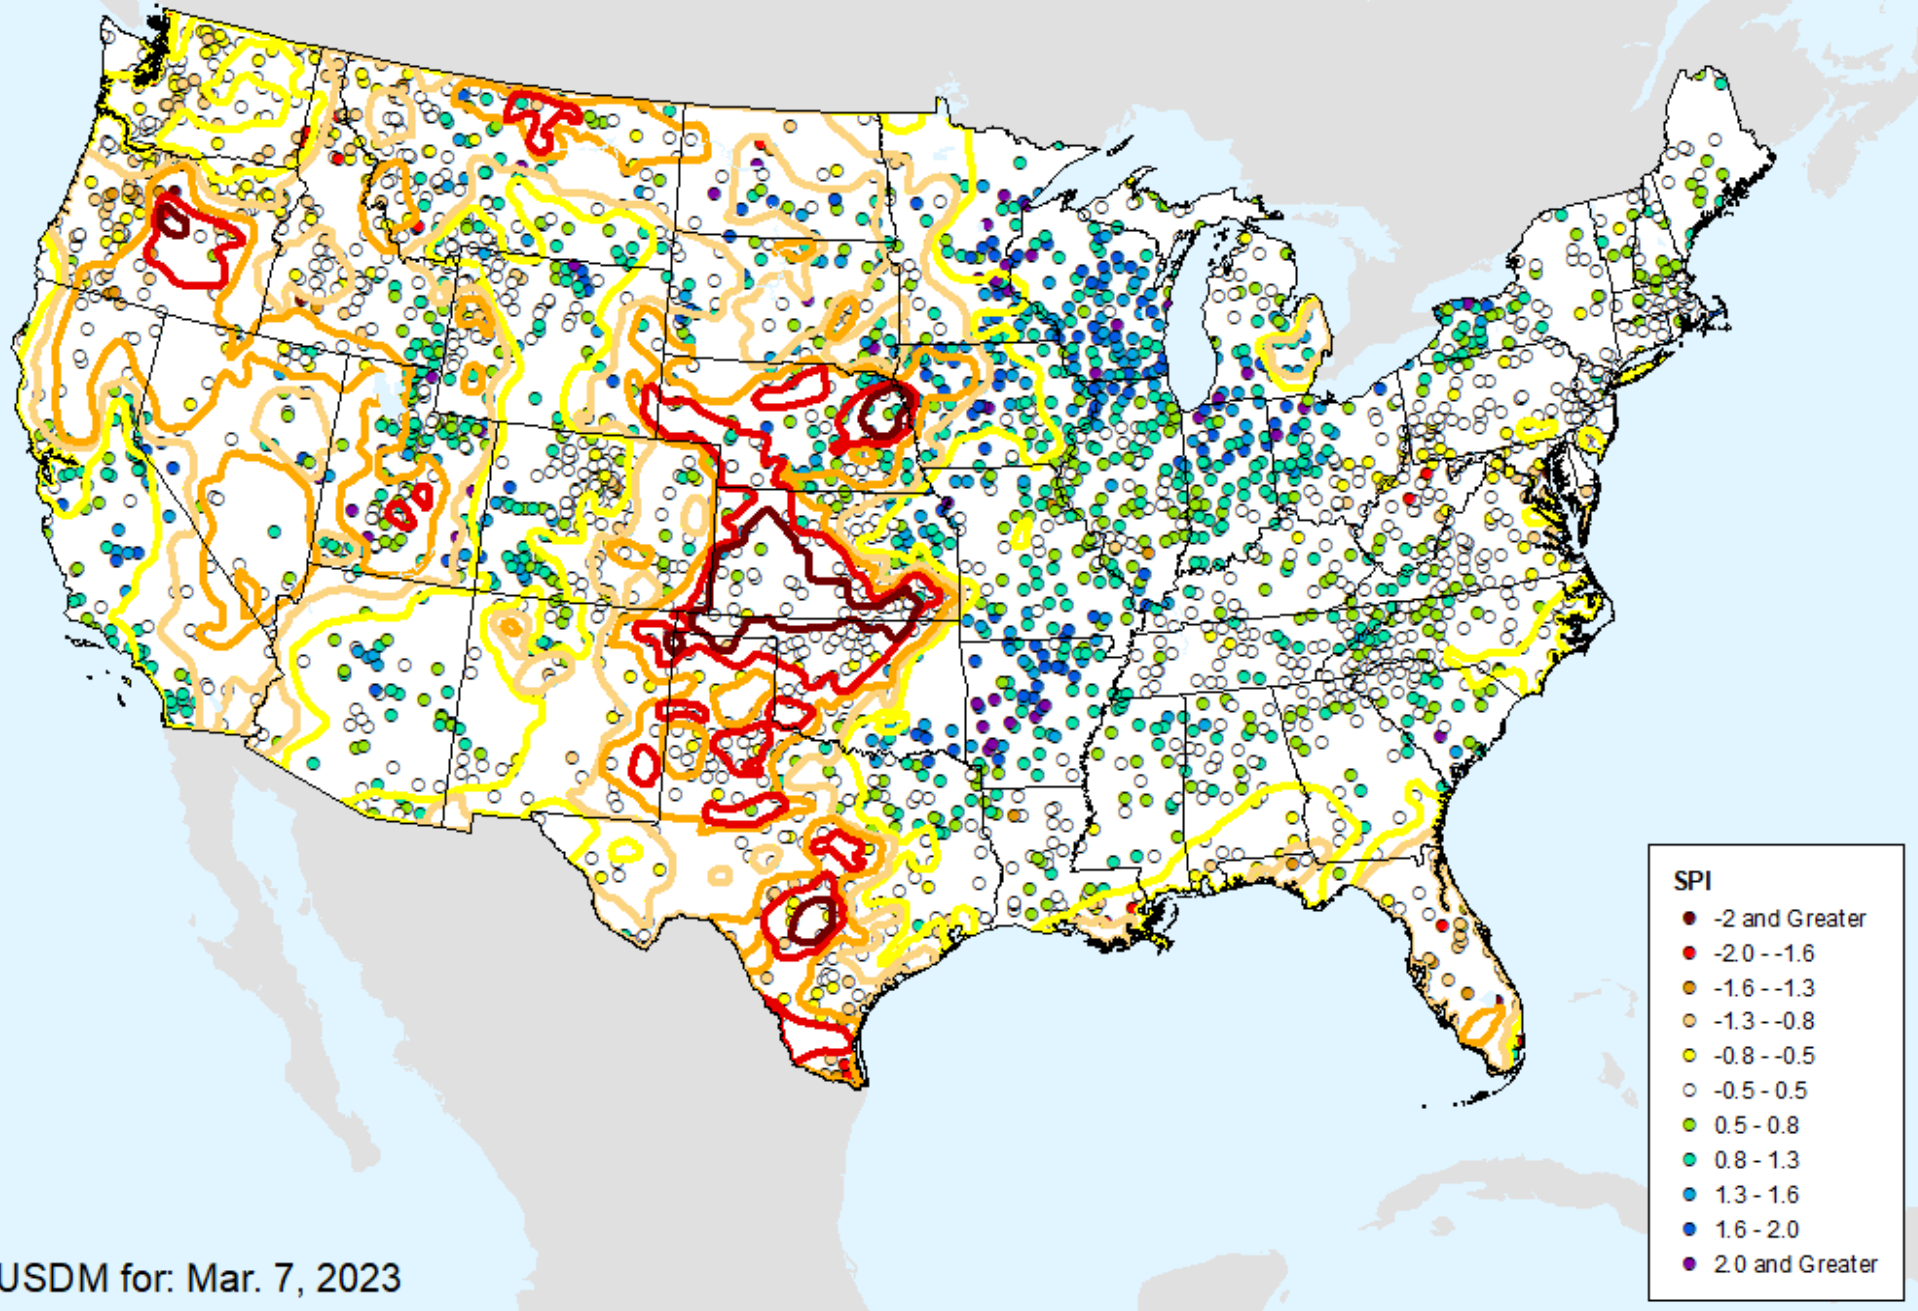 SPI
-2 and Greater
-2.0 - -1.6
-1.6 - -1.3
-1.3 - -0.8
-0.8 - -0.5
-0.5 - 0.5
0.5 - 0.8
0.8 - 1.3
1.3 - 1.6
1.6 - 2.0
2.0 and Greater
USDM for: Mar. 7, 2023